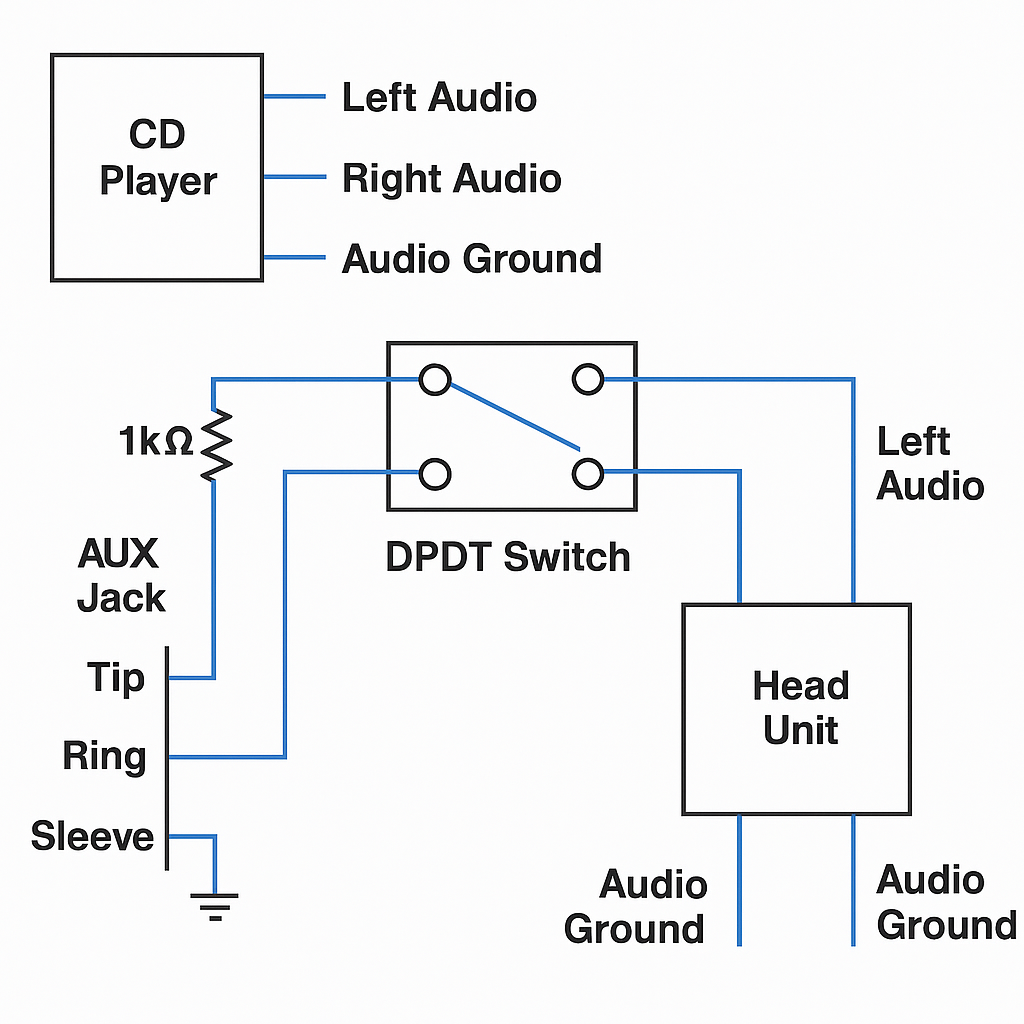 CD
Player
Left Audio
Right Audio
Audio Ground
1kΩ
Left
Audio
DPDT Switch
AUX
Jack
Tip
Ring
Sleeve
Head
Unit
Audio
Ground
Audio
Ground